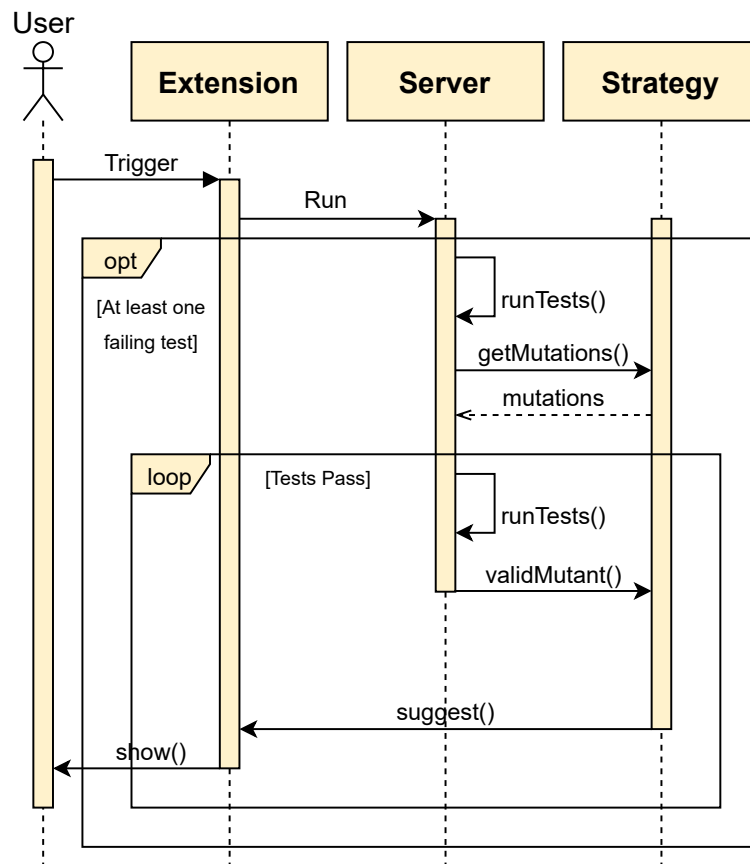 User
Extension
Server
Strategy
Trigger
Run
opt
[At least one
failing test]
runTests()
getMutations()
mutations
loop
[Tests Pass]
runTests()
validMutant()
suggest()
show()